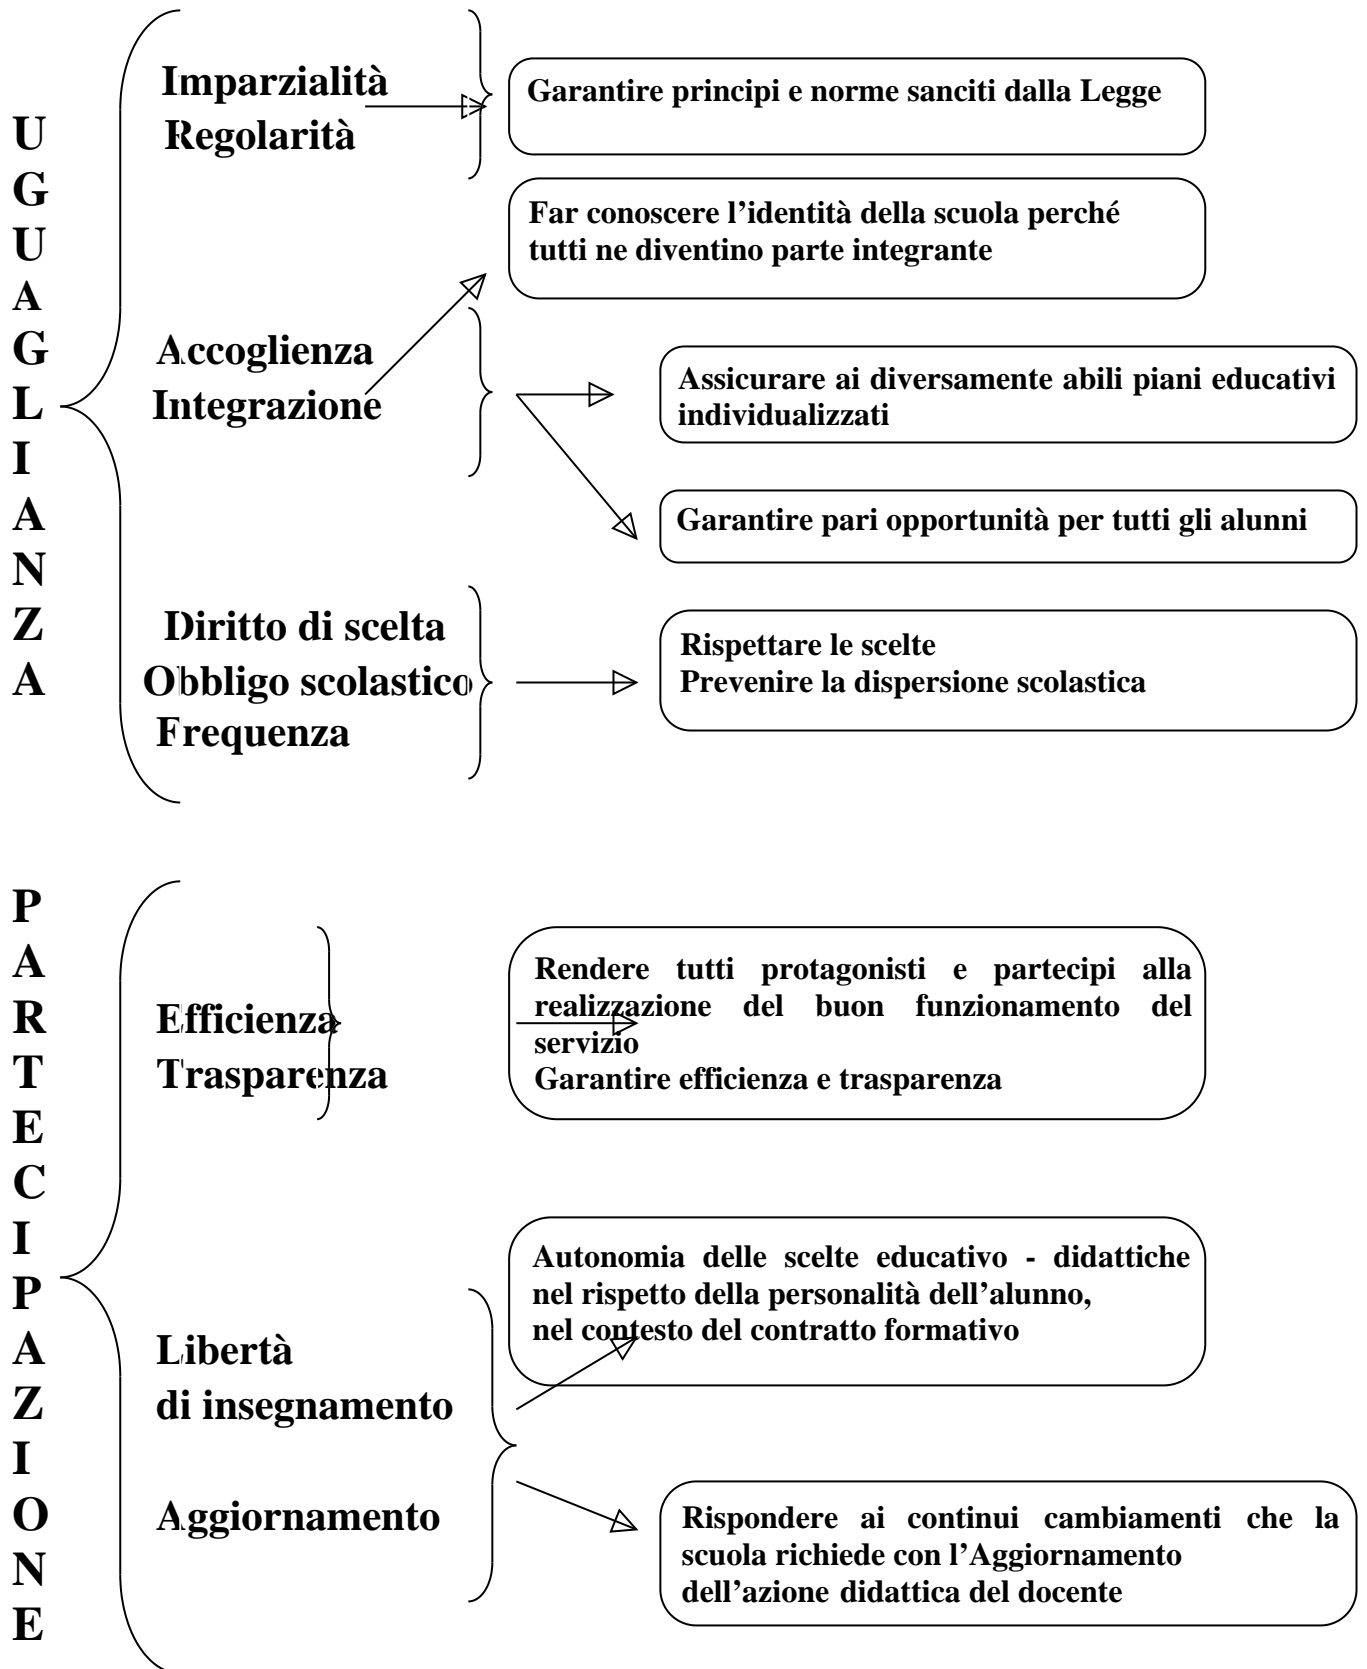 UGUAGLIANZA
Imparzialità
Regolarità
Garantire principi e norme sanciti dalla Legge
Far conoscere l’identità della scuola perché
tutti ne diventino parte integrante
Accoglienza
Integrazione
Assicurare ai diversamente abili piani educativi
individualizzati
Garantire pari opportunità per tutti gli alunni
Diritto di scelta
Obbligo scolastico
Frequenza
Rispettare le scelte
Prevenire la dispersione scolastica
PARTECIPAZIONE
Efficienza
Trasparenza
Rendere tutti protagonisti e partecipi alla
realizzazione del buon funzionamento del
servizio
Garantire efficienza e trasparenza
Libertà
di insegnamento
Autonomia delle scelte educativo - didattiche
nel rispetto della personalità dell’alunno,
nel contesto del contratto formativo
Aggiornamento
Rispondere ai continui cambiamenti che la
scuola richiede con l’Aggiornamento
dell’azione didattica del docente